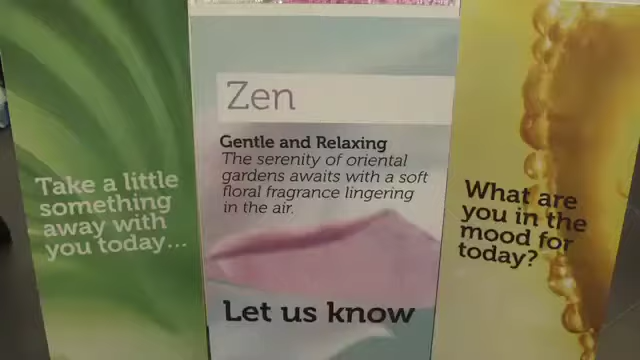 Take a little
something
away with
you today...
Zen
Gentle and Relaxing
The serenity of oriental
gardens awaits with a soft
floral fragrance lingering
in the air.
Let us know
What are
you in the
mood for
today?